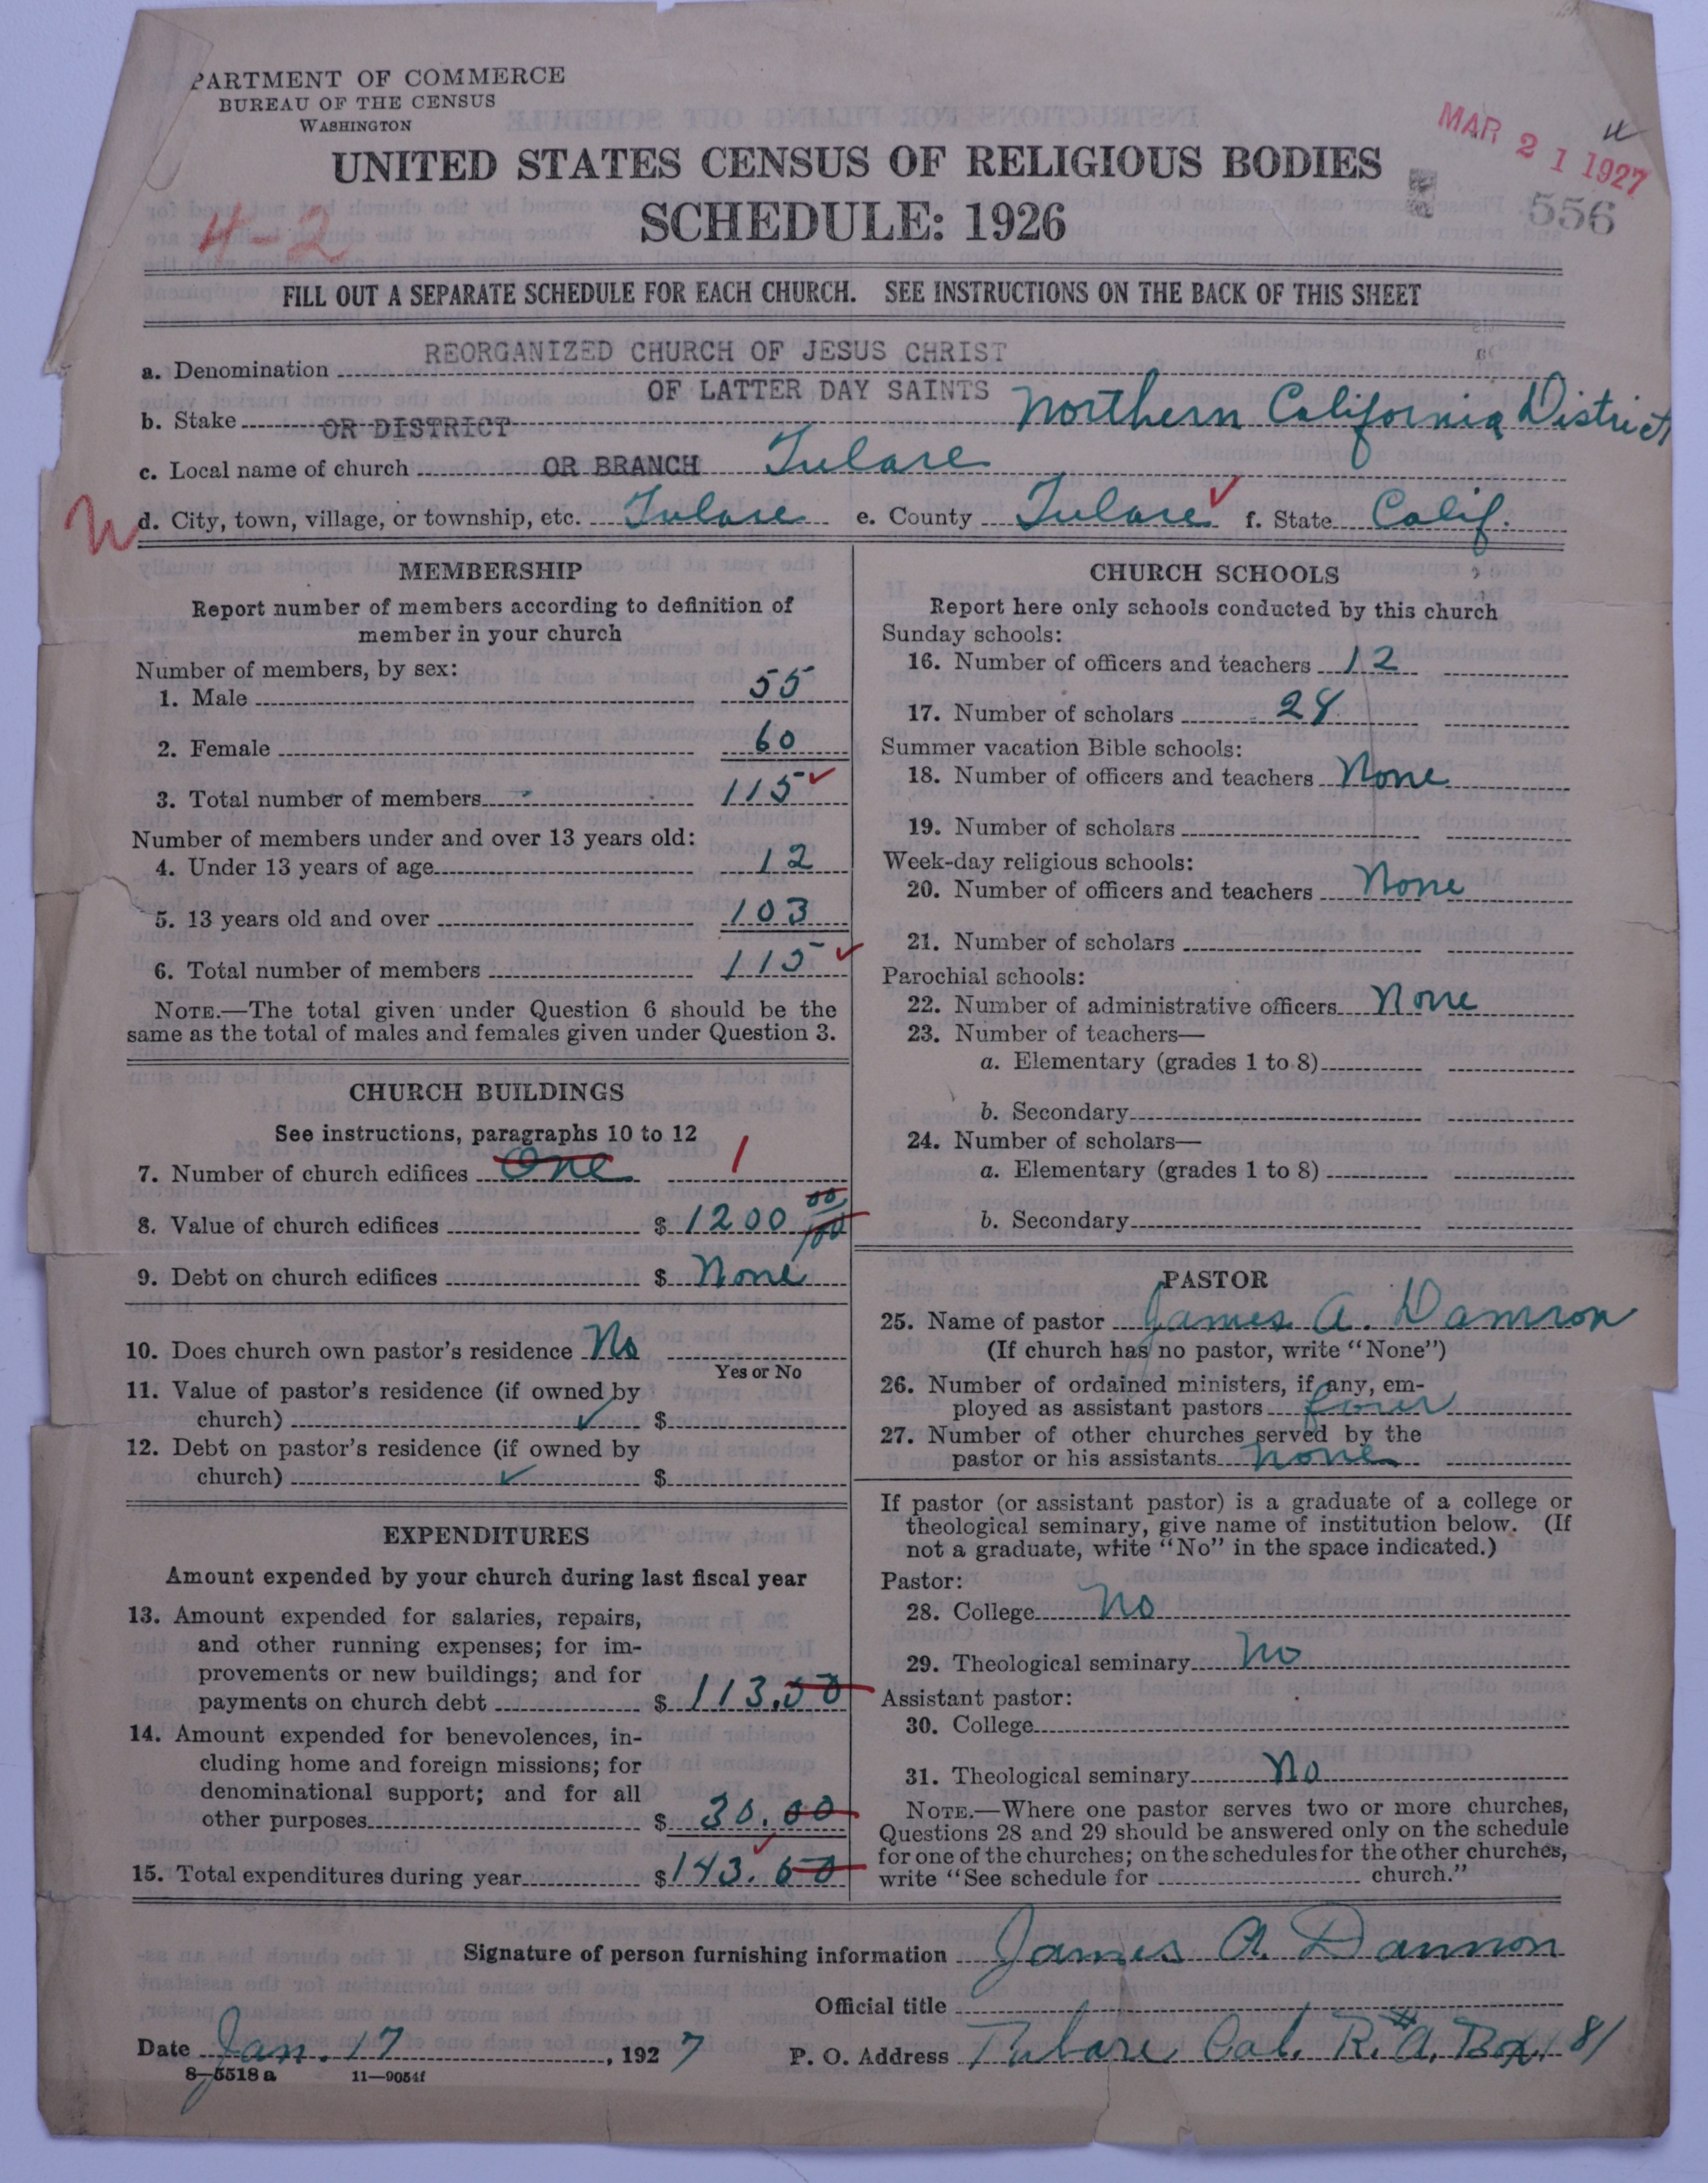 PARTMENT OF COMMERCE
BUREAU OF THE CENSUS
WASHINGTON
MAR 21 1927
UNITED STATES CENSUS OF RELIGIOUS BODIES
556
4-2
SCHEDULE: 1926
FILL OUT A SEPARATE SCHEDULE FOR EACH CHURCH. SEE INSTRUCTIONS ON THE BACK OF THIS SHEET
a. Denomination REORGANIZED CHURCH OF JESUS CHRIST
OF LATTER DAY SAINTS
b. Stake OR DISTRICT Northern California District
c. Local name of church OR BRANCH Tulare
d. City, town, village, or township, etc. Tulare e. County Tulare f. State Calif.
MEMBERSHIP
Report number of members according to definition of
member in your church
Number of members, by sex:
1. Male 55
2. Female 60
3. Total number of members 115
Number of members under and over 13 years old:
4. Under 13 years of age 12
5. 13 years old and over 103
6. Total number of members 115
NOTE.—The total given under Question 6 should be the
same as the total of males and females given under Question 3.
CHURCH BUILDINGS
See instructions, paragraphs 10 to 12
7. Number of church edifices One 1
8. Value of church edifices $ 1200 00/100
9. Debt on church edifices $ None
10. Does church own pastor's residence No
Yes or No
11. Value of pastor's residence (if owned by
church) ✓ $
12. Debt on pastor's residence (if owned by
church) ✓ $
EXPENDITURES
Amount expended by your church during last fiscal year
13. Amount expended for salaries, repairs,
and other running expenses; for im-
provements or new buildings; and for
payments on church debt $ 113.50
14. Amount expended for benevolences, in-
cluding home and foreign missions; for
denominational support; and for all
other purposes $ 30.00
15. Total expenditures during year $ 143.50
CHURCH SCHOOLS
Report here only schools conducted by this church
Sunday schools:
16. Number of officers and teachers 12
17. Number of scholars 28
Summer vacation Bible schools:
18. Number of officers and teachers None
19. Number of scholars
Week-day religious schools:
20. Number of officers and teachers None
21. Number of scholars
Parochial schools:
22. Number of administrative officers None
23. Number of teachers—
a. Elementary (grades 1 to 8)
b. Secondary
24. Number of scholars—
a. Elementary (grades 1 to 8)
b. Secondary
PASTOR
25. Name of pastor James A. Damron
(If church has no pastor, write "None")
26. Number of ordained ministers, if any, em-
ployed as assistant pastors four
27. Number of other churches served by the
pastor or his assistants none
If pastor (or assistant pastor) is a graduate of a college or
theological seminary, give name of institution below. (If
not a graduate, write "No" in the space indicated.)
Pastor:
28. College No
29. Theological seminary No
Assistant pastor:
30. College
31. Theological seminary No
NOTE.—Where one pastor serves two or more churches,
Questions 28 and 29 should be answered only on the schedule
for one of the churches; on the schedules for the other churches,
write "See schedule for church."
Signature of person furnishing information James A. Damron
Official title
Date Jan. 17, 1927 P. O. Address Tulare Cal. R. A. Box 181
8—5518 a 11—9054f